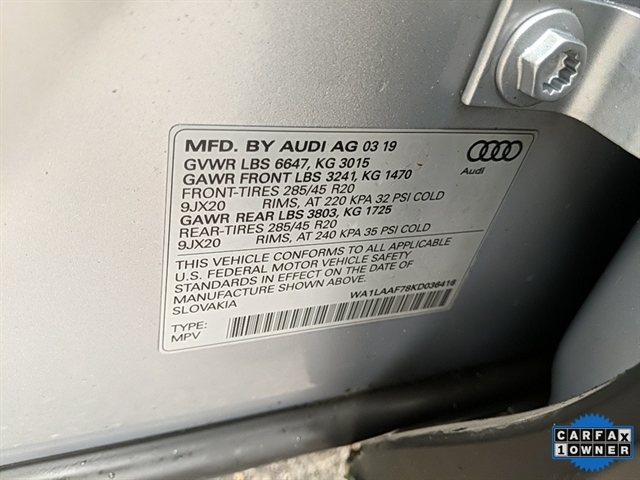 MFD. BY AUDI AG 03 19
GVWR LBS 6647, KG 3015
GAWR FRONT LBS 3241, KG 1470
FRONT-TIRES 285/45 R20
9JX20 RIMS, AT 220 KPA 32 PSI COLD
GAWR REAR LBS 3803, KG 1725
REAR-TIRES 285/45 R20
9JX20 RIMS, AT 240 KPA 35 PSI COLD
THIS VEHICLE CONFORMS TO ALL APPLICABLE
U.S. FEDERAL MOTOR VEHICLE SAFETY
STANDARDS IN EFFECT ON THE DATE OF
MANUFACTURE SHOWN ABOVE.
SLOVAKIA
WA1LAAF78KD038418
TYPE:
MPV
Audi
CARFAX
1 OWNER